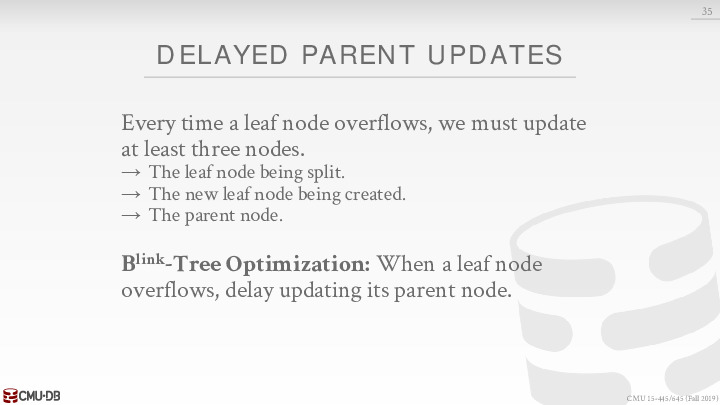 35
DELAYED PARENT UPDATES
Every time a leaf node overflows, we must update
at least three nodes.
→ The leaf node being split.
→ The new leaf node being created.
→ The parent node.
Bˡⁱⁿᵏ-Tree Optimization: When a leaf node
overflows, delay updating its parent node.
CMU·DB
CMU 15-445/645 (Fall 2019)